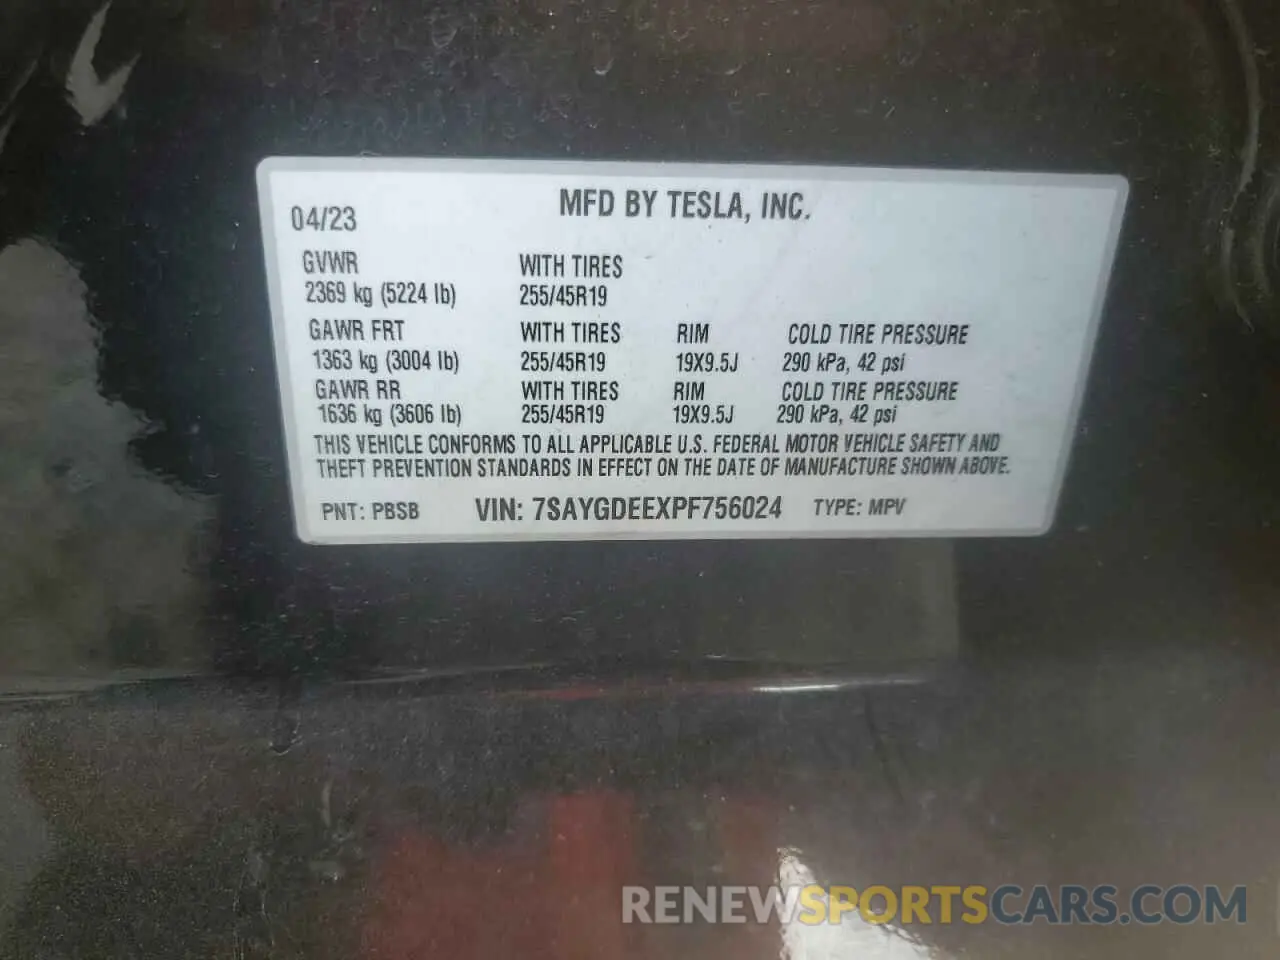 MFD BY TESLA, INC.
04/23
GVWR WITH TIRES
2369 kg (5224 lb) 255/45R19
GAWR FRT WITH TIRES RIM COLD TIRE PRESSURE
1363 kg (3004 lb) 255/45R19 19X9.5J 290 kPa, 42 psi
GAWR RR WITH TIRES RIM COLD TIRE PRESSURE
1636 kg (3606 lb) 255/45R19 19X9.5J 290 kPa, 42 psi
THIS VEHICLE CONFORMS TO ALL APPLICABLE U.S. FEDERAL MOTOR VEHICLE SAFETY AND
THEFT PREVENTION STANDARDS IN EFFECT ON THE DATE OF MANUFACTURE SHOWN ABOVE.
PNT: PBSB VIN: 7SAYGDEEXPF756024 TYPE: MPV
RENEWSPORTSCARS.COM